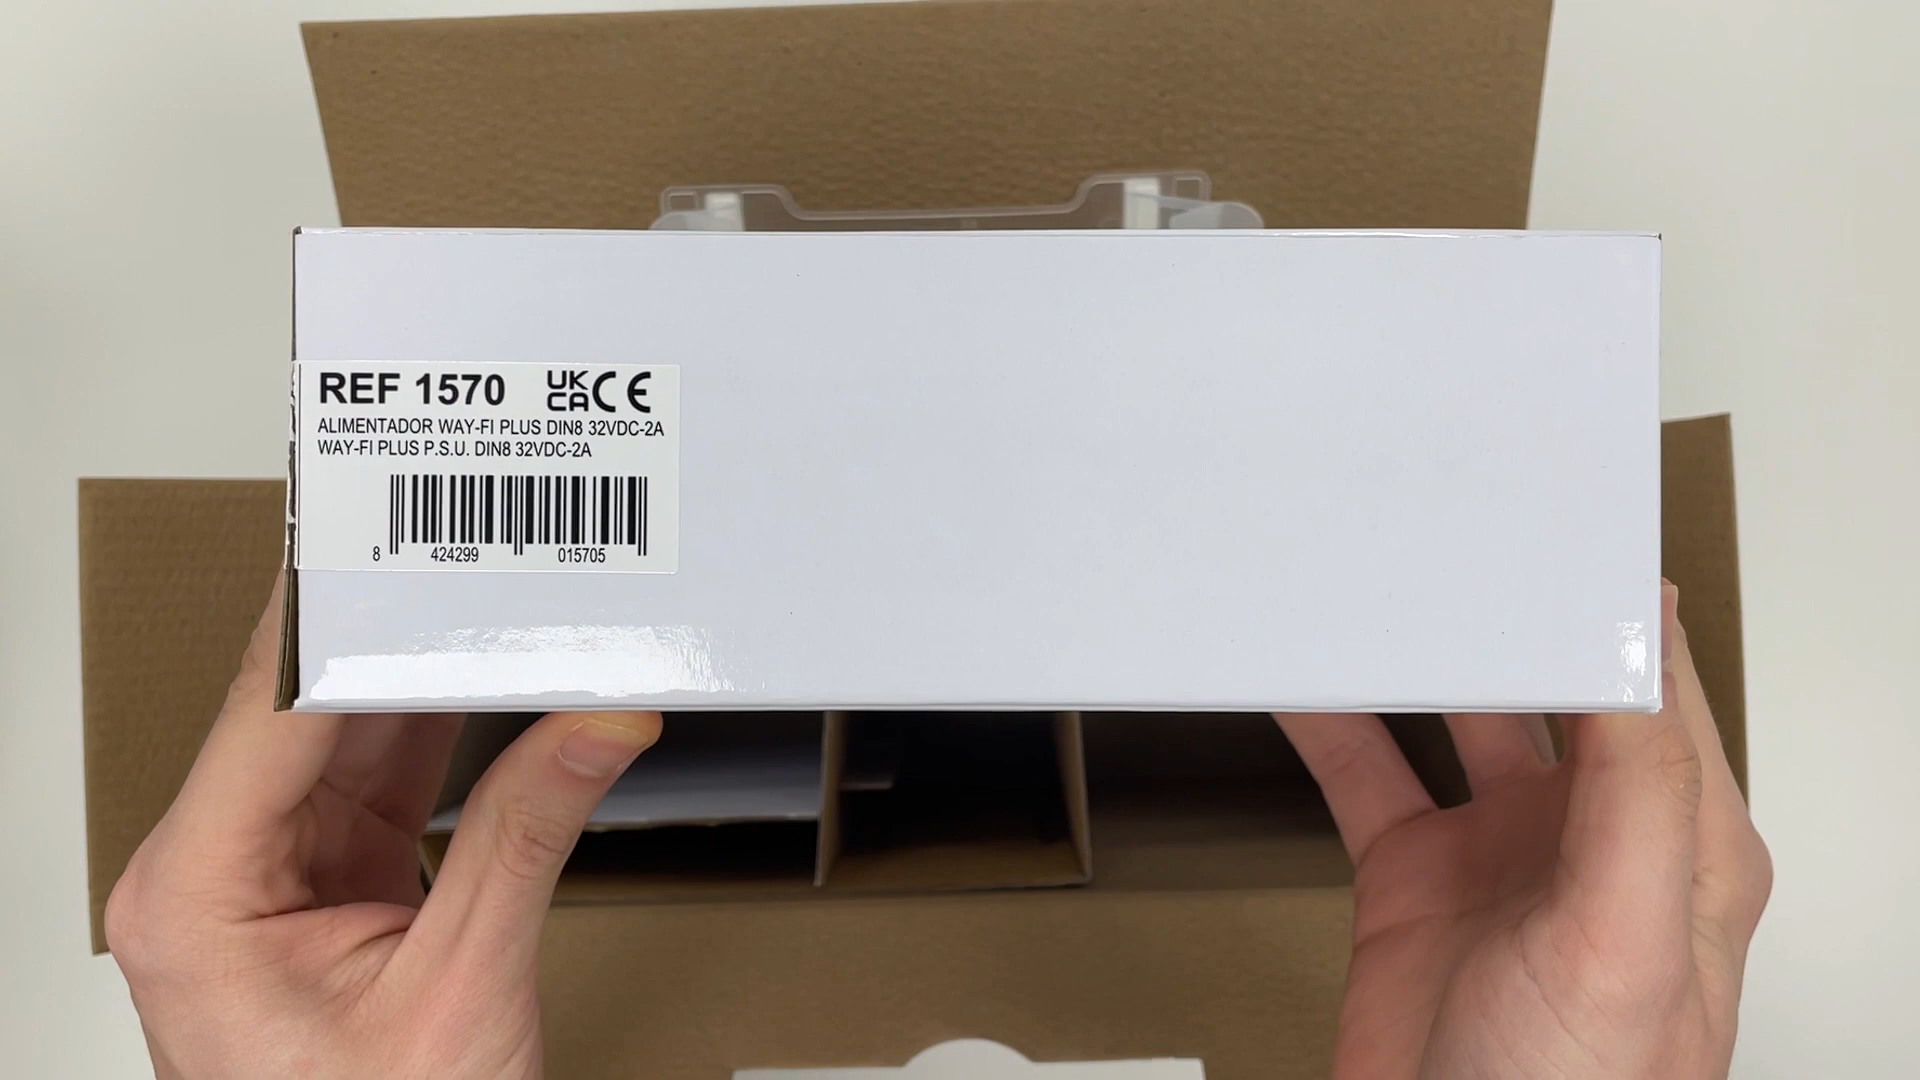 REF 1570 UK CA CE
ALIMENTADOR WAY-FI PLUS DIN8 32VDC-2A
WAY-FI PLUS P.S.U. DIN8 32VDC-2A
8 424299 015705